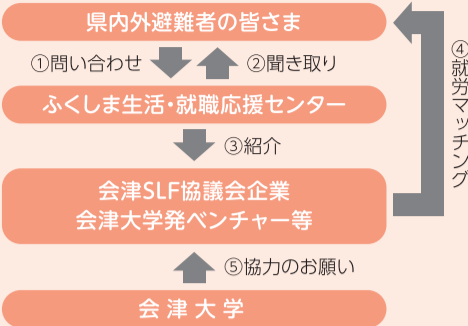 県内外避難者の皆さま
①問い合わせ
②聞き取り
ふくしま生活・就職応援センター
③紹介
④就労マッチング
会津SLF協議会企業
会津大学発ベンチャー等
⑤協力のお願い
会津大学